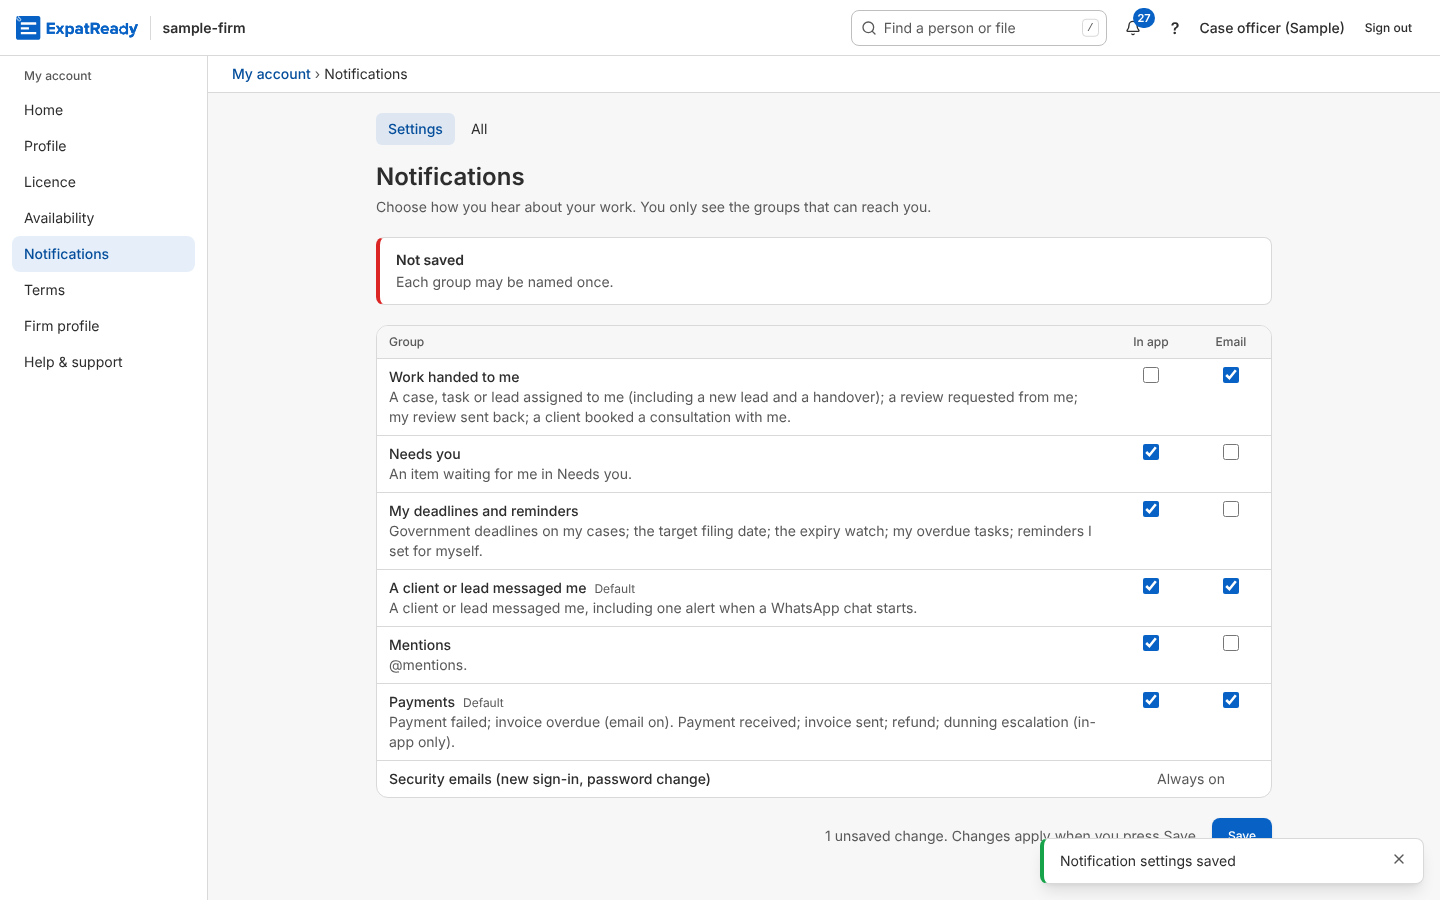 ExpatReady
sample-firm
Find a person or file
/
27
?
Case officer (Sample)
Sign out
My account
Home
Profile
Licence
Availability
Notifications
Terms
Firm profile
Help & support
My account › Notifications
Settings
All
Notifications
Choose how you hear about your work. You only see the groups that can reach you.
Not saved
Each group may be named once.
Group
In app
Email
Work handed to me
A case, task or lead assigned to me (including a new lead and a handover); a review requested from me;
my review sent back; a client booked a consultation with me.
Needs you
An item waiting for me in Needs you.
My deadlines and reminders
Government deadlines on my cases; the target filing date; the expiry watch; my overdue tasks; reminders I
set for myself.
A client or lead messaged me Default
A client or lead messaged me, including one alert when a WhatsApp chat starts.
Mentions
@mentions.
Payments Default
Payment failed; invoice overdue (email on). Payment received; invoice sent; refund; dunning escalation (in-
app only).
Security emails (new sign-in, password change)
Always on
1 unsaved change. Changes apply when you press Save.
Save
Notification settings saved